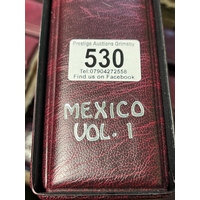 Prestige Auctions Grimsby
530
Tel:07904272558
Find us on Facebook
MEXICO
VOL. 1